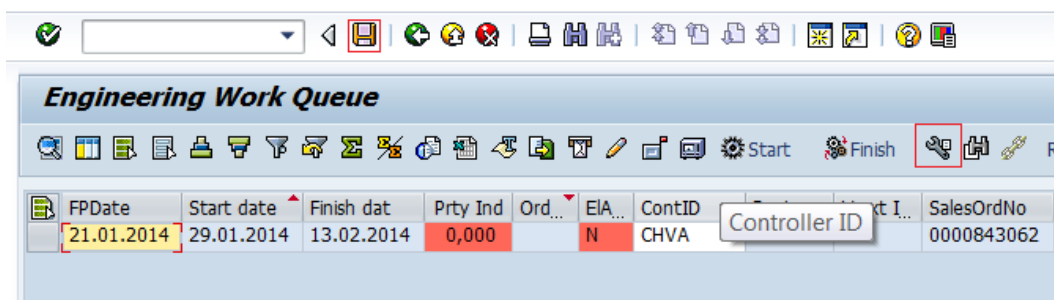 Engineering Work Queue
Start Finish
FPDate Start date Finish dat Prty Ind Ord... ElA... ContID SalesOrdNo
Controller ID
21.01.2014 29.01.2014 13.02.2014 0,000 N CHVA 0000843062